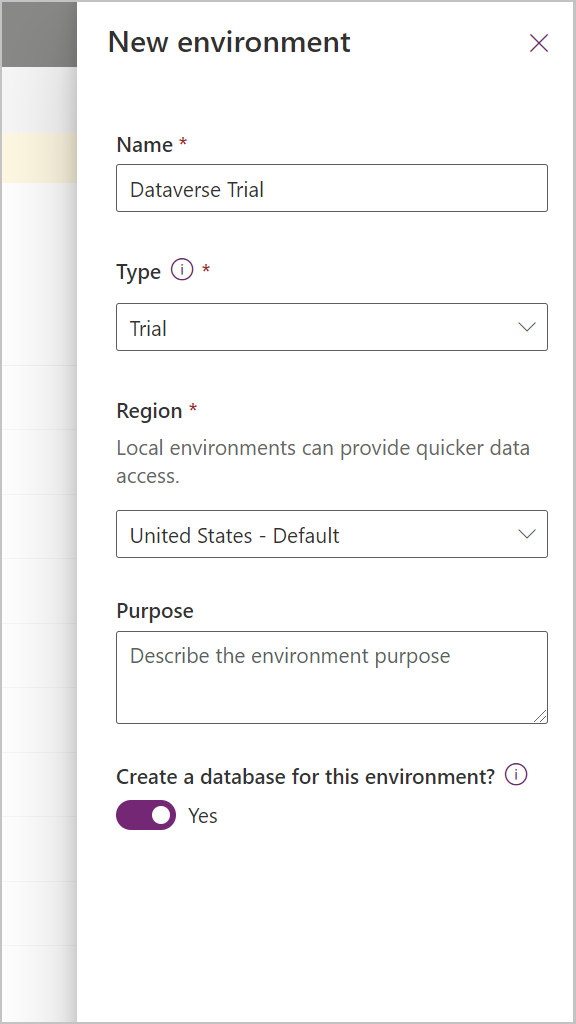 New environment
Name *
Dataverse Trial
Type *
Trial
Region *
Local environments can provide quicker data
access.
United States - Default
Purpose
Describe the environment purpose
Create a database for this environment?
Yes